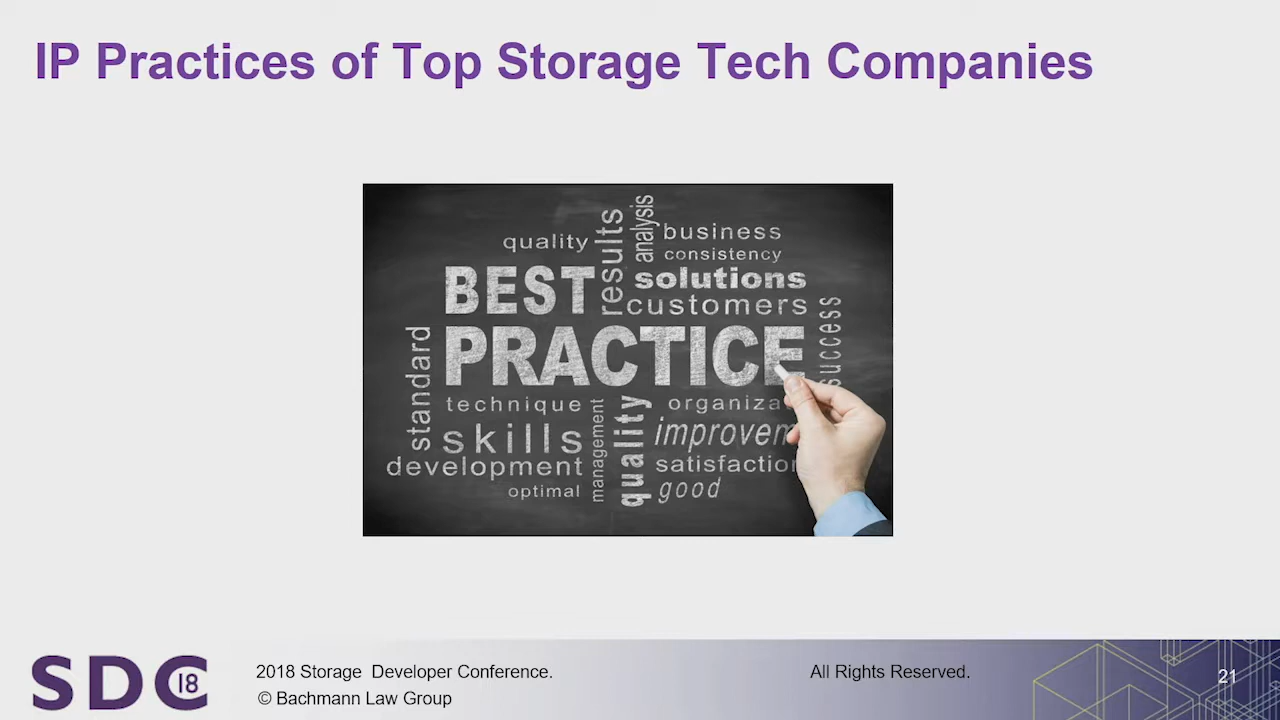 IP Practices of Top Storage Tech Companies
quality
results
analysis
business
consistency
solutions
customers
BEST
PRACTICE
success
standard
technique
skills
development
optimal
management
quality
organiza
improvem
satisfaction
good
SDC 18
2018 Storage Developer Conference.
© Bachmann Law Group
All Rights Reserved.
21